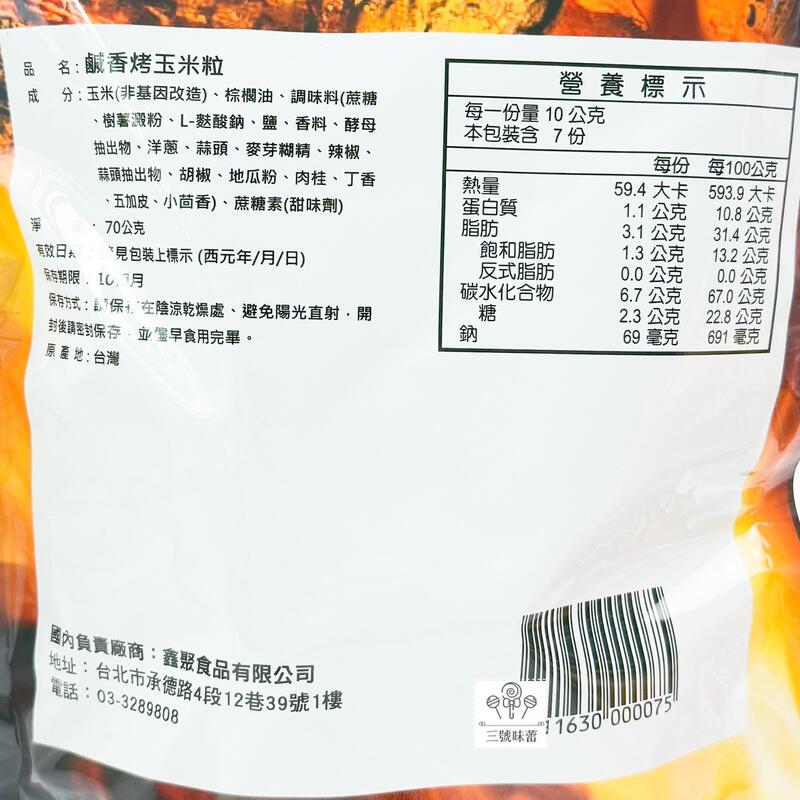 品 名:鹹香烤玉米粒
成 分:玉米(非基因改造)、棕櫚油、調味料(蔗糖
、樹薯澱粉、L-麩酸鈉、鹽、香料、酵母
抽出物、洋蔥、蒜頭、麥芽糊精、辣椒、
蒜頭抽出物、胡椒、地瓜粉、肉桂、丁香
、五加皮、小茴香)、蔗糖素(甜味劑)
淨 : 70公克
有效日 見包裝上標示 (西元年/月/日)
保存期限:10 月
保存方式: 保存在陰涼乾燥處、避免陽光直射,開
封後請密封保存,並儘早食用完畢。
原 產 地:台灣
營養標示
每一份量 10 公克
本包裝含 7 份
每份 每100公克
熱量 59.4 大卡 593.9 大卡
蛋白質 1.1 公克 10.8 公克
脂肪 3.1 公克 31.4 公克
飽和脂肪 1.3 公克 13.2 公克
反式脂肪 0.0 公克 0.0 公克
碳水化合物 6.7 公克 67.0 公克
糖 2.3 公克 22.8 公克
鈉 69 毫克 691 毫克
國內負責廠商:鑫聚食品有限公司
地址:台北市承德路4段12巷39號1樓
電話:03-3289808
11630 000075
三號味蕾